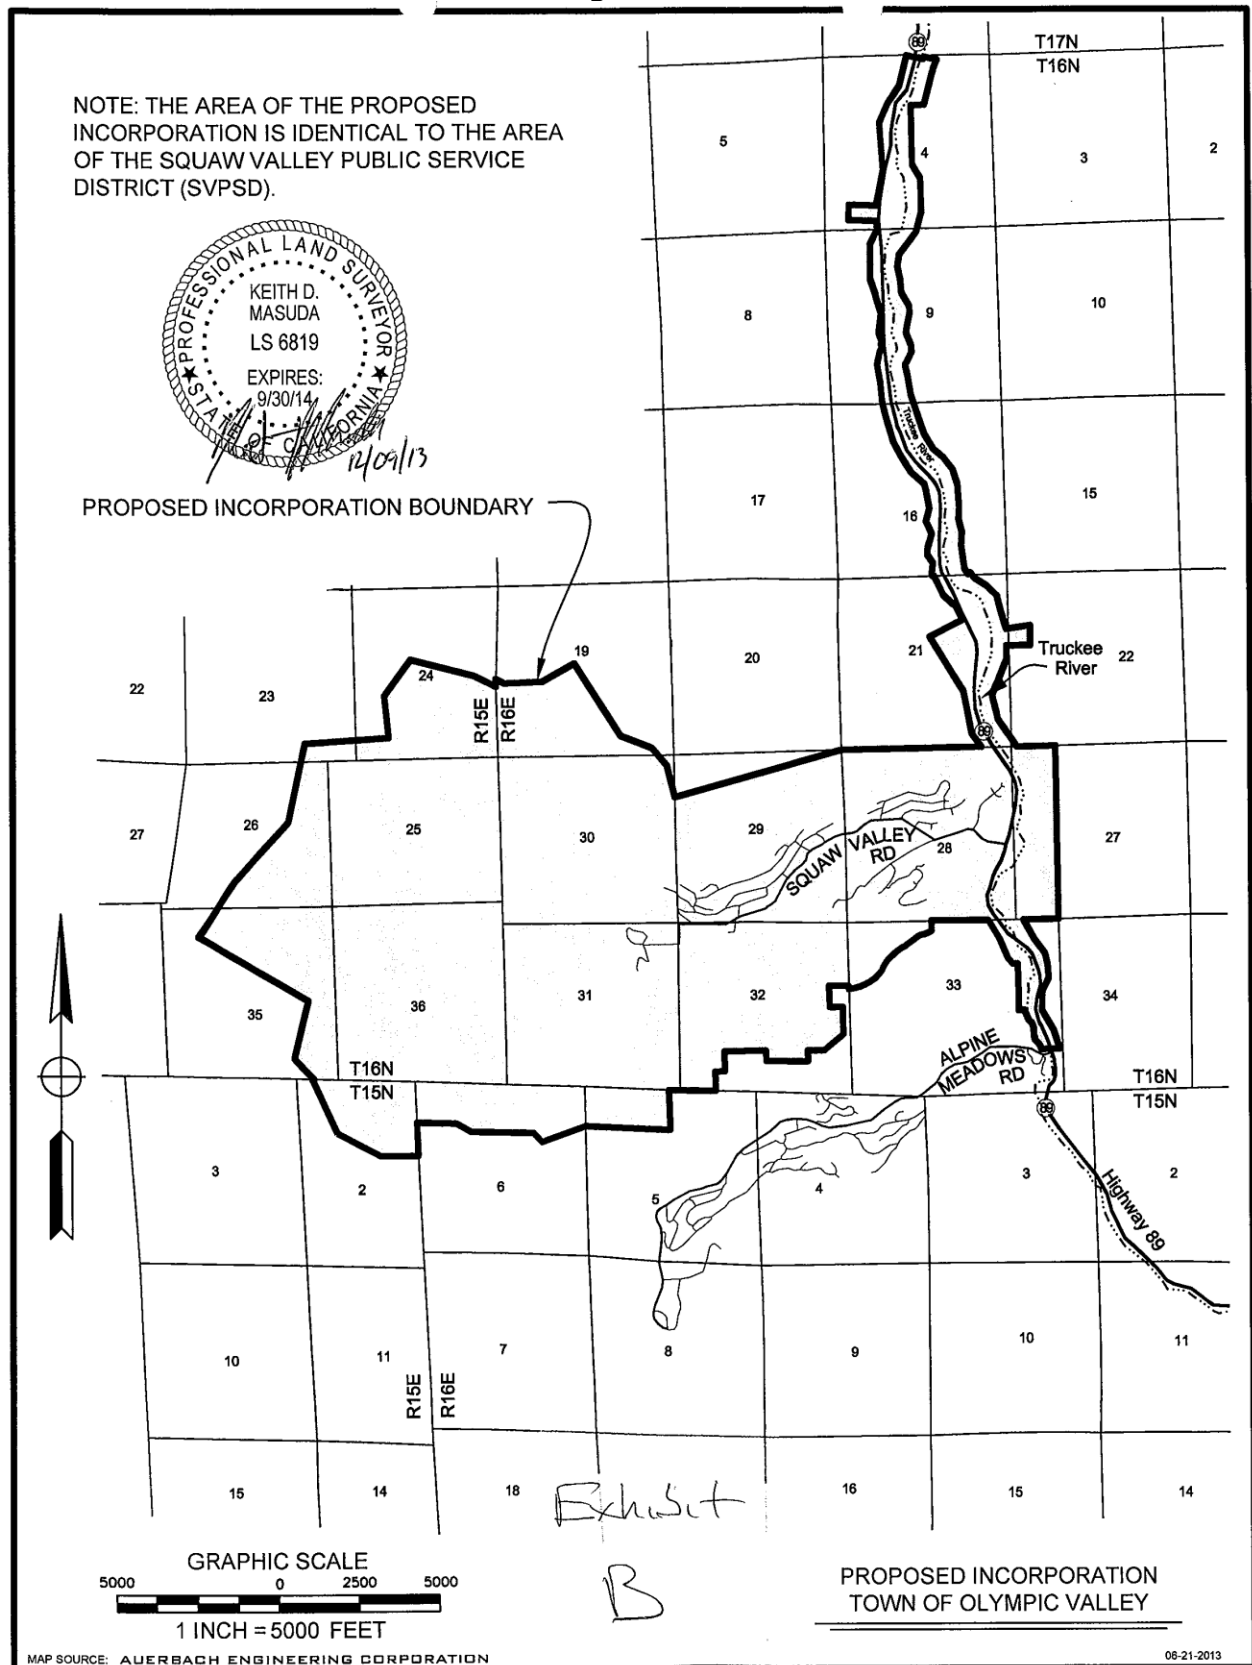 NOTE: THE AREA OF THE PROPOSED
INCORPORATION IS IDENTICAL TO THE AREA
OF THE SQUAW VALLEY PUBLIC SERVICE
DISTRICT (SVPSD).
PROFESSIONAL LAND SURVEYOR
STATE OF CALIFORNIA
KEITH D.
MASUDA
LS 6819
EXPIRES:
9/30/14
12/09/13
PROPOSED INCORPORATION BOUNDARY
89
T17N
T16N
5
4
3
2
8
9
10
Truckee River
17
16
15
22
23
24
19
20
21
22
Truckee
River
R15E
R16E
89
27
26
25
30
29
SQUAW VALLEY
RD
28
27
35
36
31
32
33
34
ALPINE
MEADOWS
RD
T16N
T15N
T16N
T15N
89
3
2
6
5
4
3
2
Highway 89
10
11
R15E
R16E
7
8
9
10
11
15
14
18
16
15
14
Exhibit
B
GRAPHIC SCALE
5000
0
2500
5000
1 INCH = 5000 FEET
PROPOSED INCORPORATION
TOWN OF OLYMPIC VALLEY
MAP SOURCE: AUERBACH ENGINEERING CORPORATION
06-21-2013